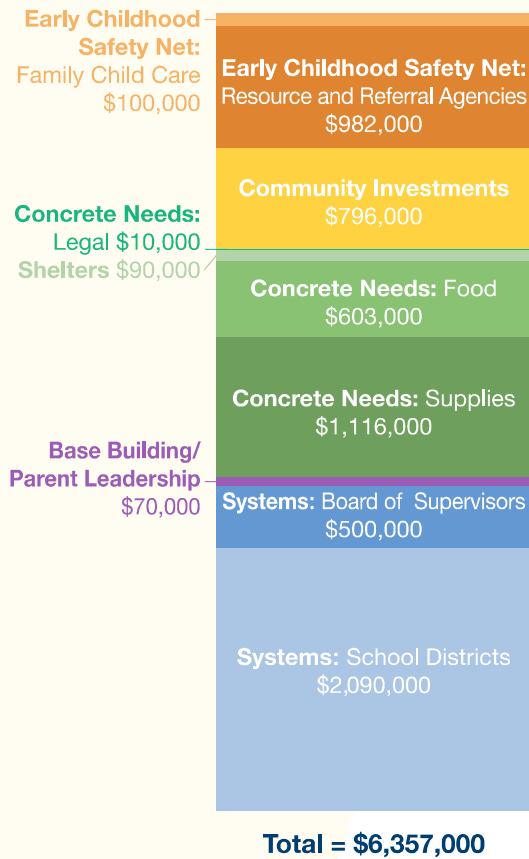 Early Childhood
Safety Net:
Family Child Care
$100,000
Early Childhood Safety Net:
Resource and Referral Agencies
$982,000
Community Investments
$796,000
Concrete Needs:
Legal $10,000
Shelters $90,000
Concrete Needs: Food
$603,000
Concrete Needs: Supplies
$1,116,000
Base Building/
Parent Leadership
$70,000
Systems: Board of Supervisors
$500,000
Systems: School Districts
$2,090,000
Total = $6,357,000